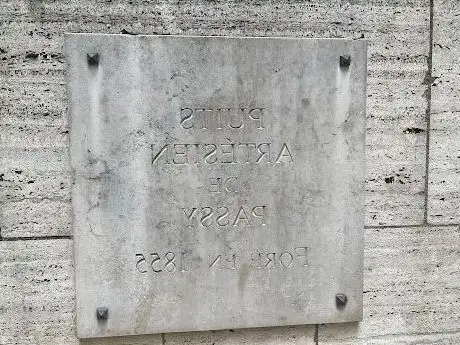 PUITS
ARTÉSIEN
DE
PASSY
FORÉ EN 1855